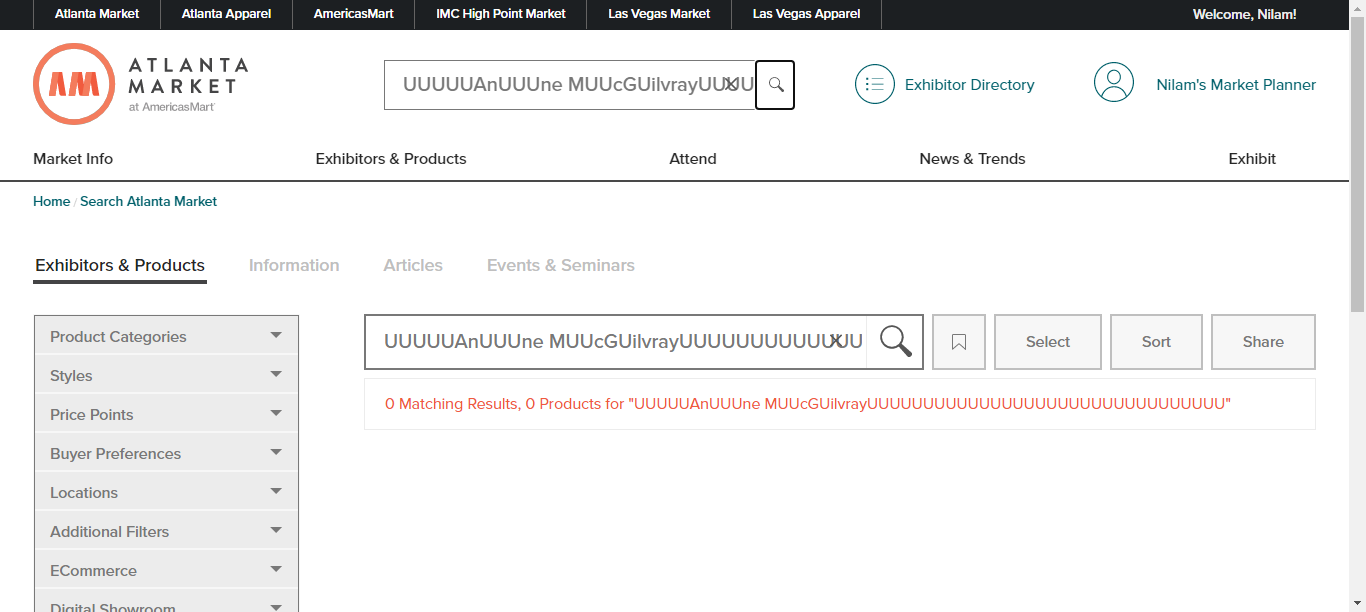 Atlanta Market Atlanta Apparel AmericasMart IMC High Point Market Las Vegas Market Las Vegas Apparel Welcome, Nilam!
ATLANTA
MARKET
at AmericasMart
AM
UUUUUAnUUUne MUUcGUilvrayUUUUU
Exhibitor Directory
Nilam's Market Planner
Market Info Exhibitors & Products Attend News & Trends Exhibit
Home / Search Atlanta Market
Exhibitors & Products Information Articles Events & Seminars
Product Categories
Styles
Price Points
Buyer Preferences
Locations
Additional Filters
ECommerce
Digital Showroom
UUUUUAnUUUne MUUcGUilvrayUUUUUUUUUUUUU
Select Sort Share
0 Matching Results, 0 Products for "UUUUUAnUUUne MUUcGUilvrayUUUUUUUUUUUUUUUUUUUUUUUUUUUUUUUU"